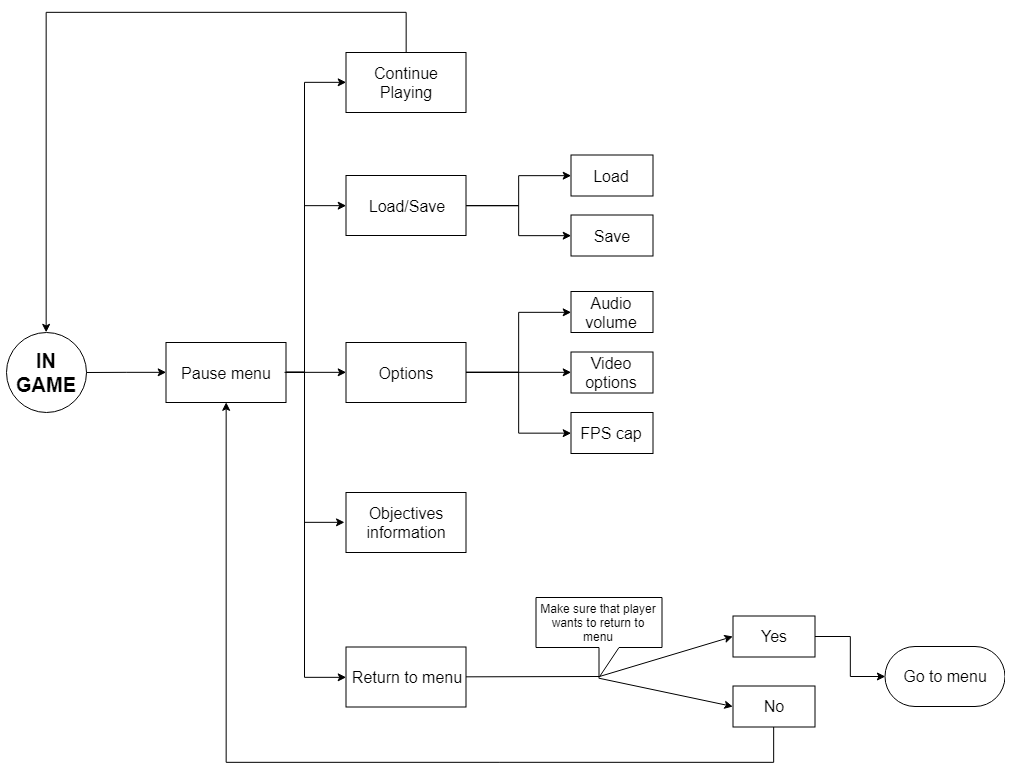 Continue
Playing
Load/Save
Load
Save
IN
GAME
Pause menu
Options
Audio
volume
Video
options
FPS cap
Objectives
information
Return to menu
Make sure that player
wants to return to
menu
Yes
No
Go to menu